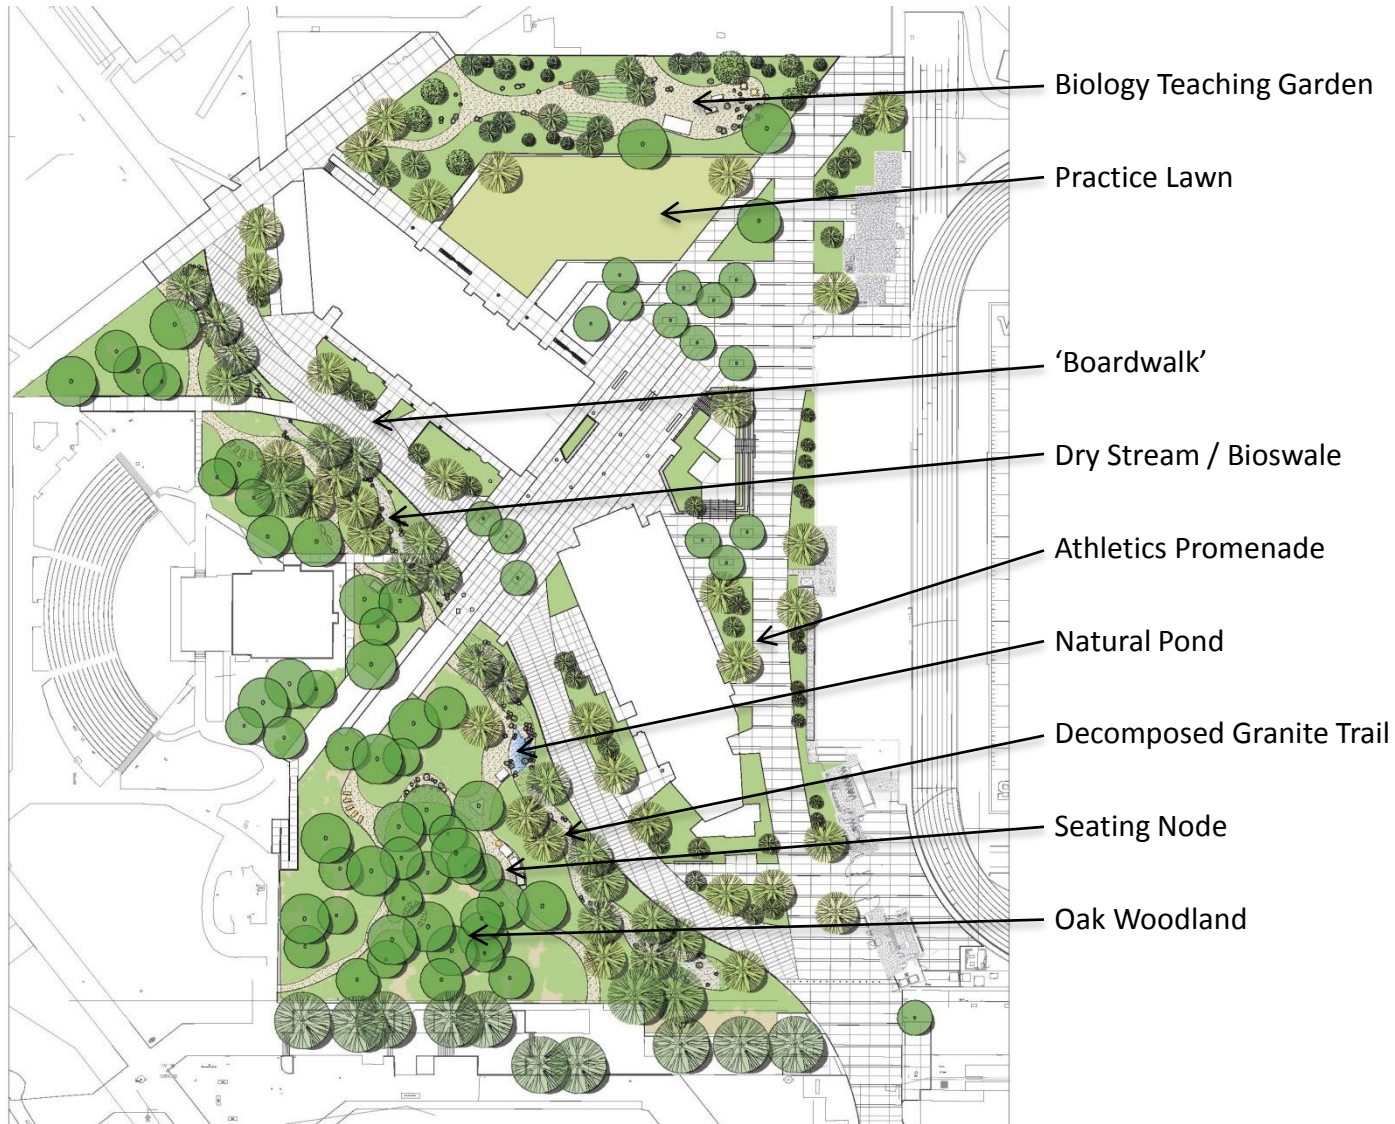 Biology Teaching Garden
Practice Lawn
‘Boardwalk’
Dry Stream / Bioswale
Athletics Promenade
Natural Pond
Decomposed Granite Trail
Seating Node
Oak Woodland